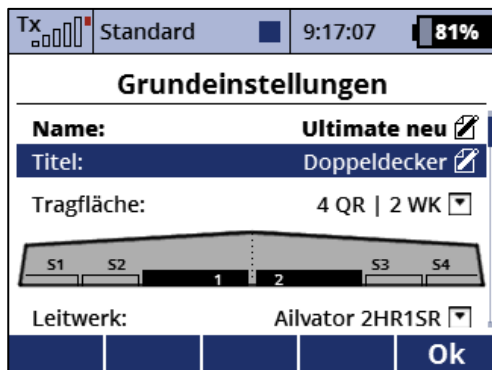 Tx Standard 9:17:07 81%
Grundeinstellungen
Name: Ultimate neu
Titel: Doppeldecker
Tragfläche: 4 QR | 2 WK
S1 S2 1 2 S3 S4
Leitwerk: Ailvator 2HR1SR
Ok